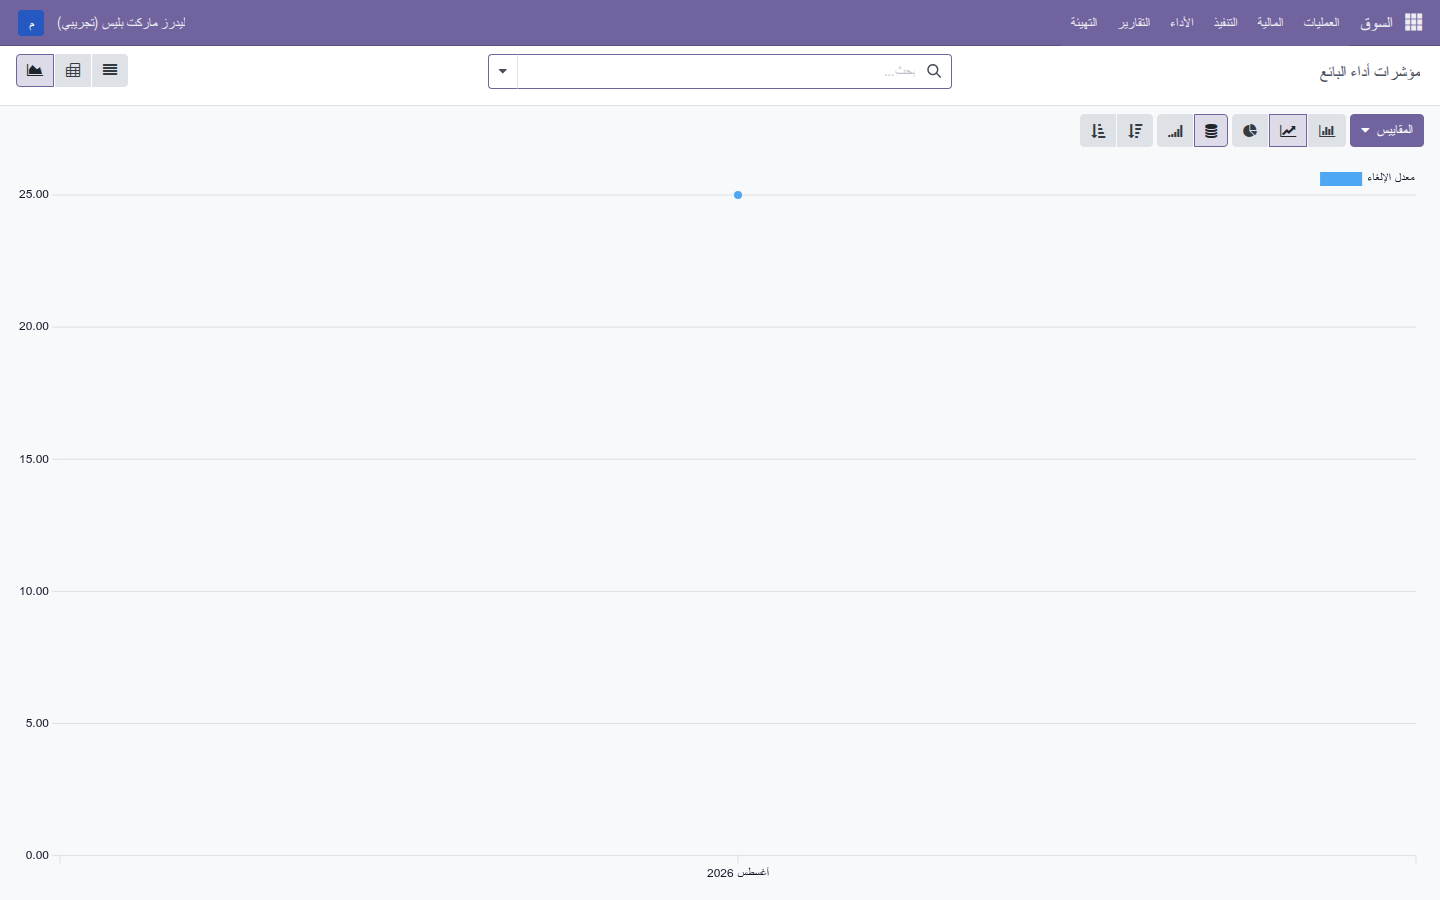 السوق العمليات المالية التنفيذ الأداء التقارير التهيئة ليدرز ماركت بليس (تجريبي) م
مؤشرات أداء البائع بحث...
المقاييس
معدل الإلغاء
25.00
20.00
15.00
10.00
5.00
0.00
أغسطس 2026